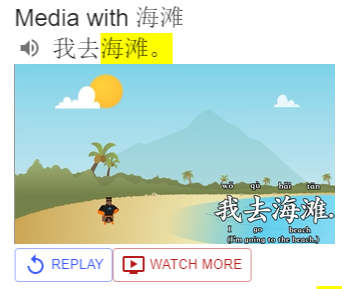 Media with 海滩
我去海滩。
wǒ qù hǎi tān
我去海滩.
I go beach
(I'm going to the beach.)
REPLAY WATCH MORE